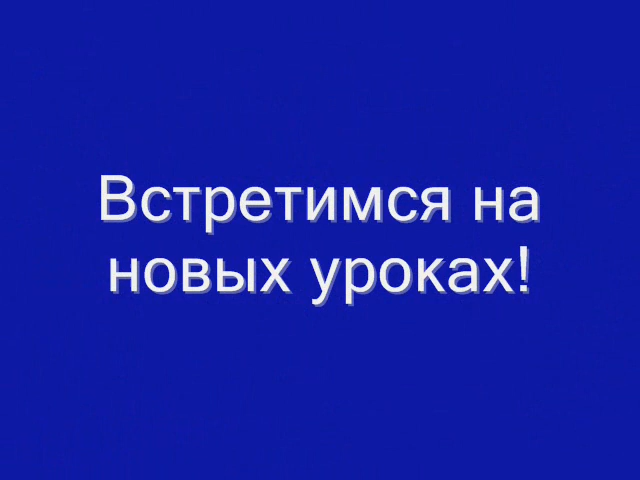 Встретимся на
новых уроках!